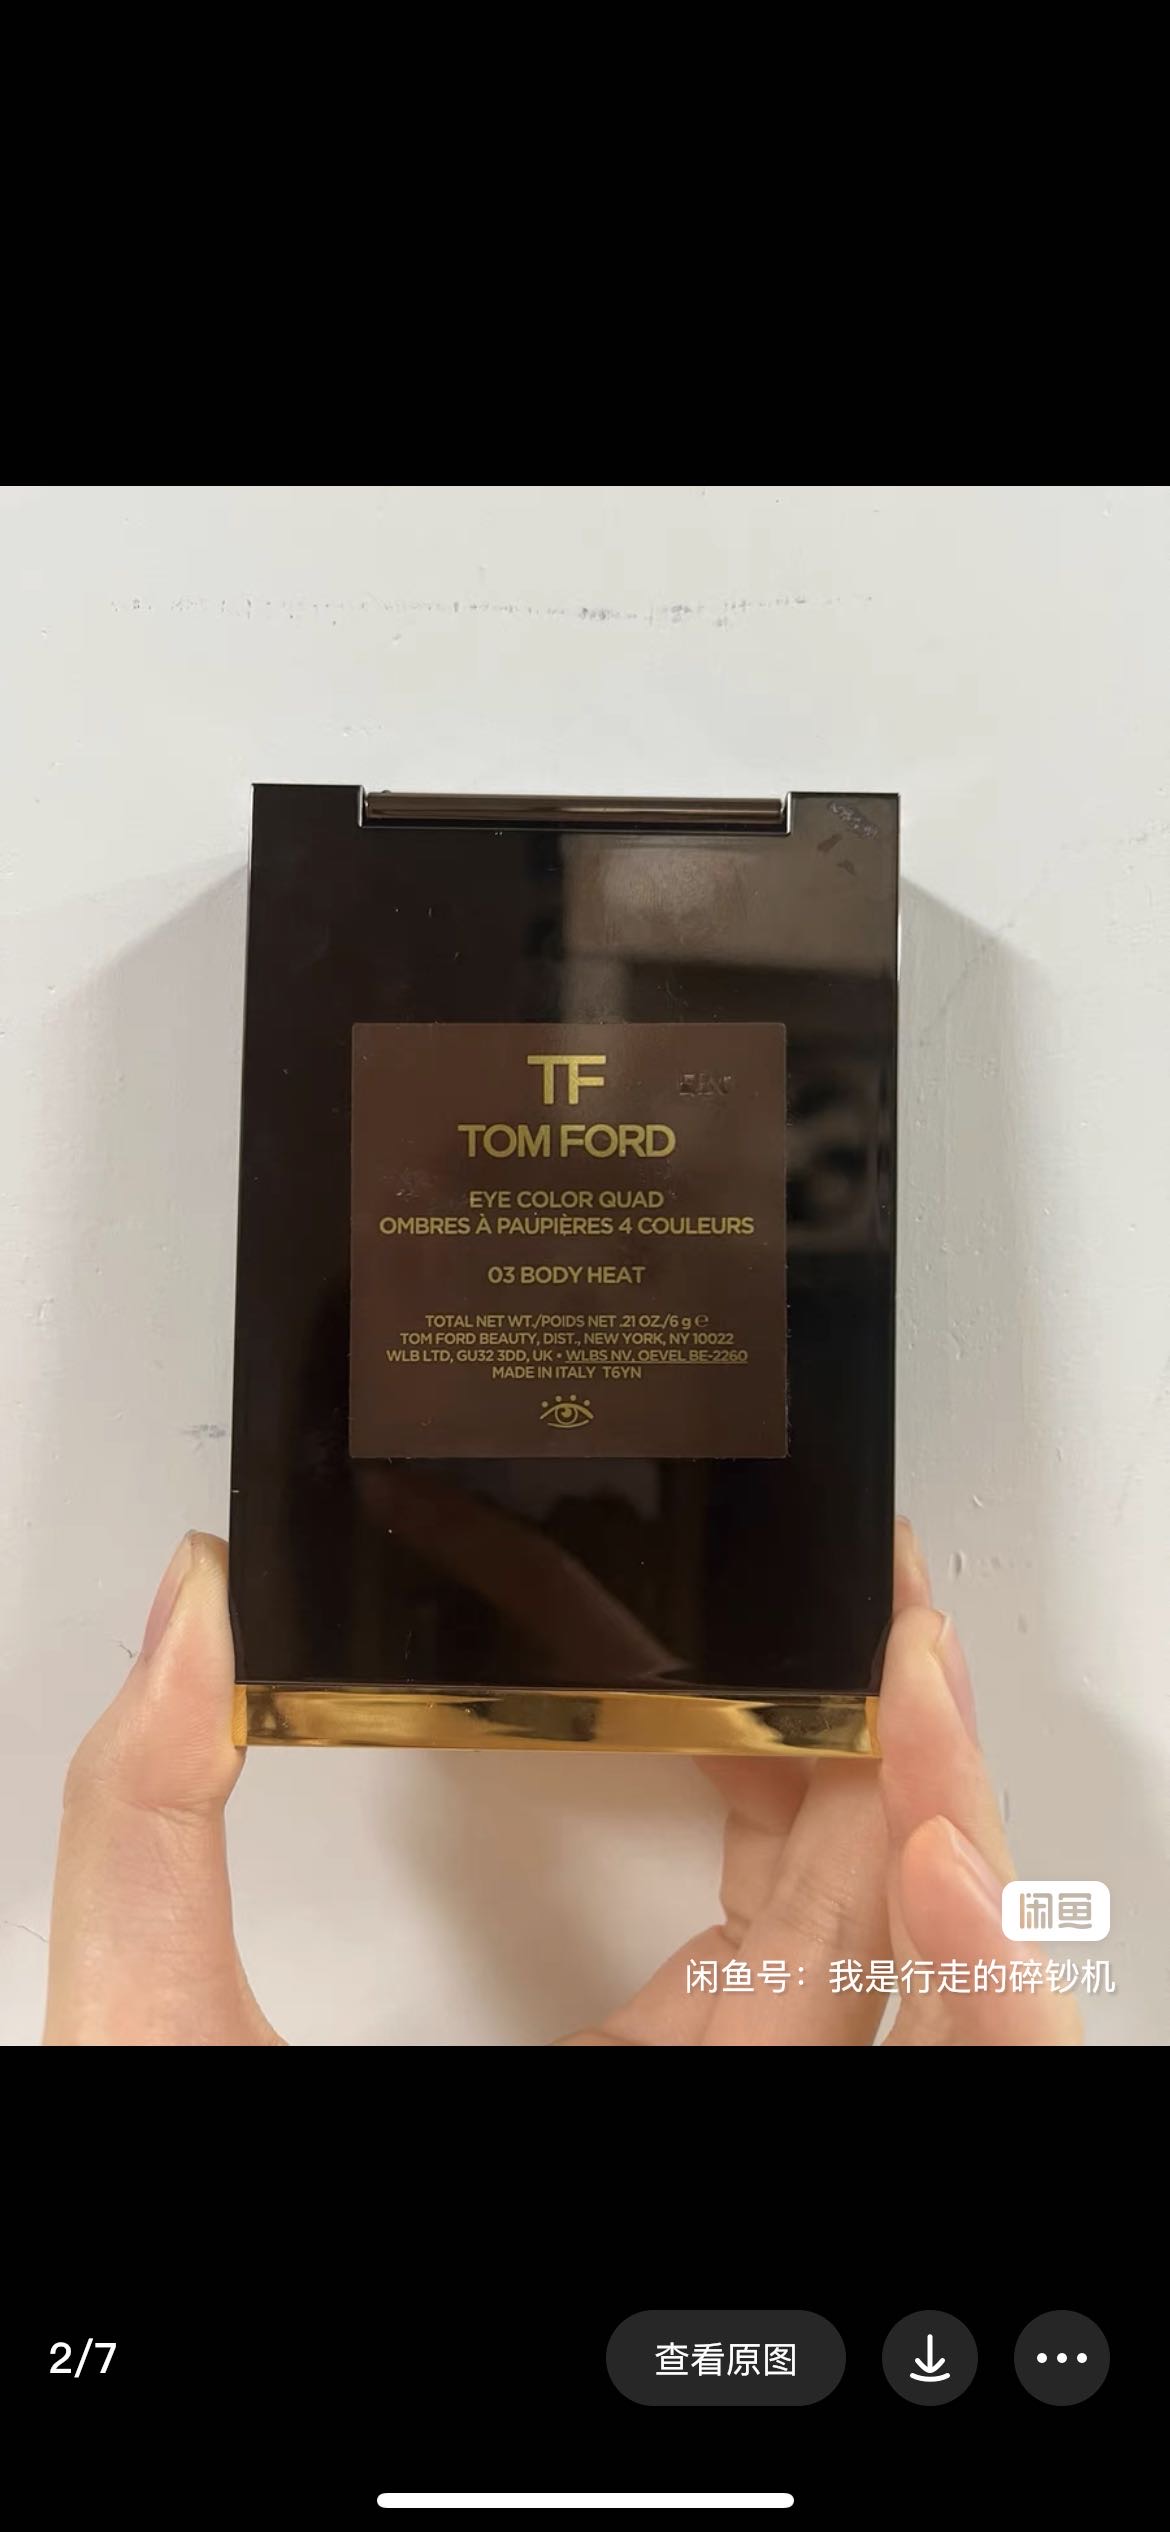 TF
TOM FORD
EYE COLOR QUAD
OMBRES À PAUPIÈRES 4 COULEURS
03 BODY HEAT
TOTAL NET WT./POIDS NET .21 OZ./6 g ℮
TOM FORD BEAUTY, DIST., NEW YORK, NY 10022
WLB LTD, GU32 3DD, UK • WLBS NV, OEVEL BE-2260
MADE IN ITALY T6YN
闲鱼
闲鱼号：我是行走的碎钞机
2/7
查看原图